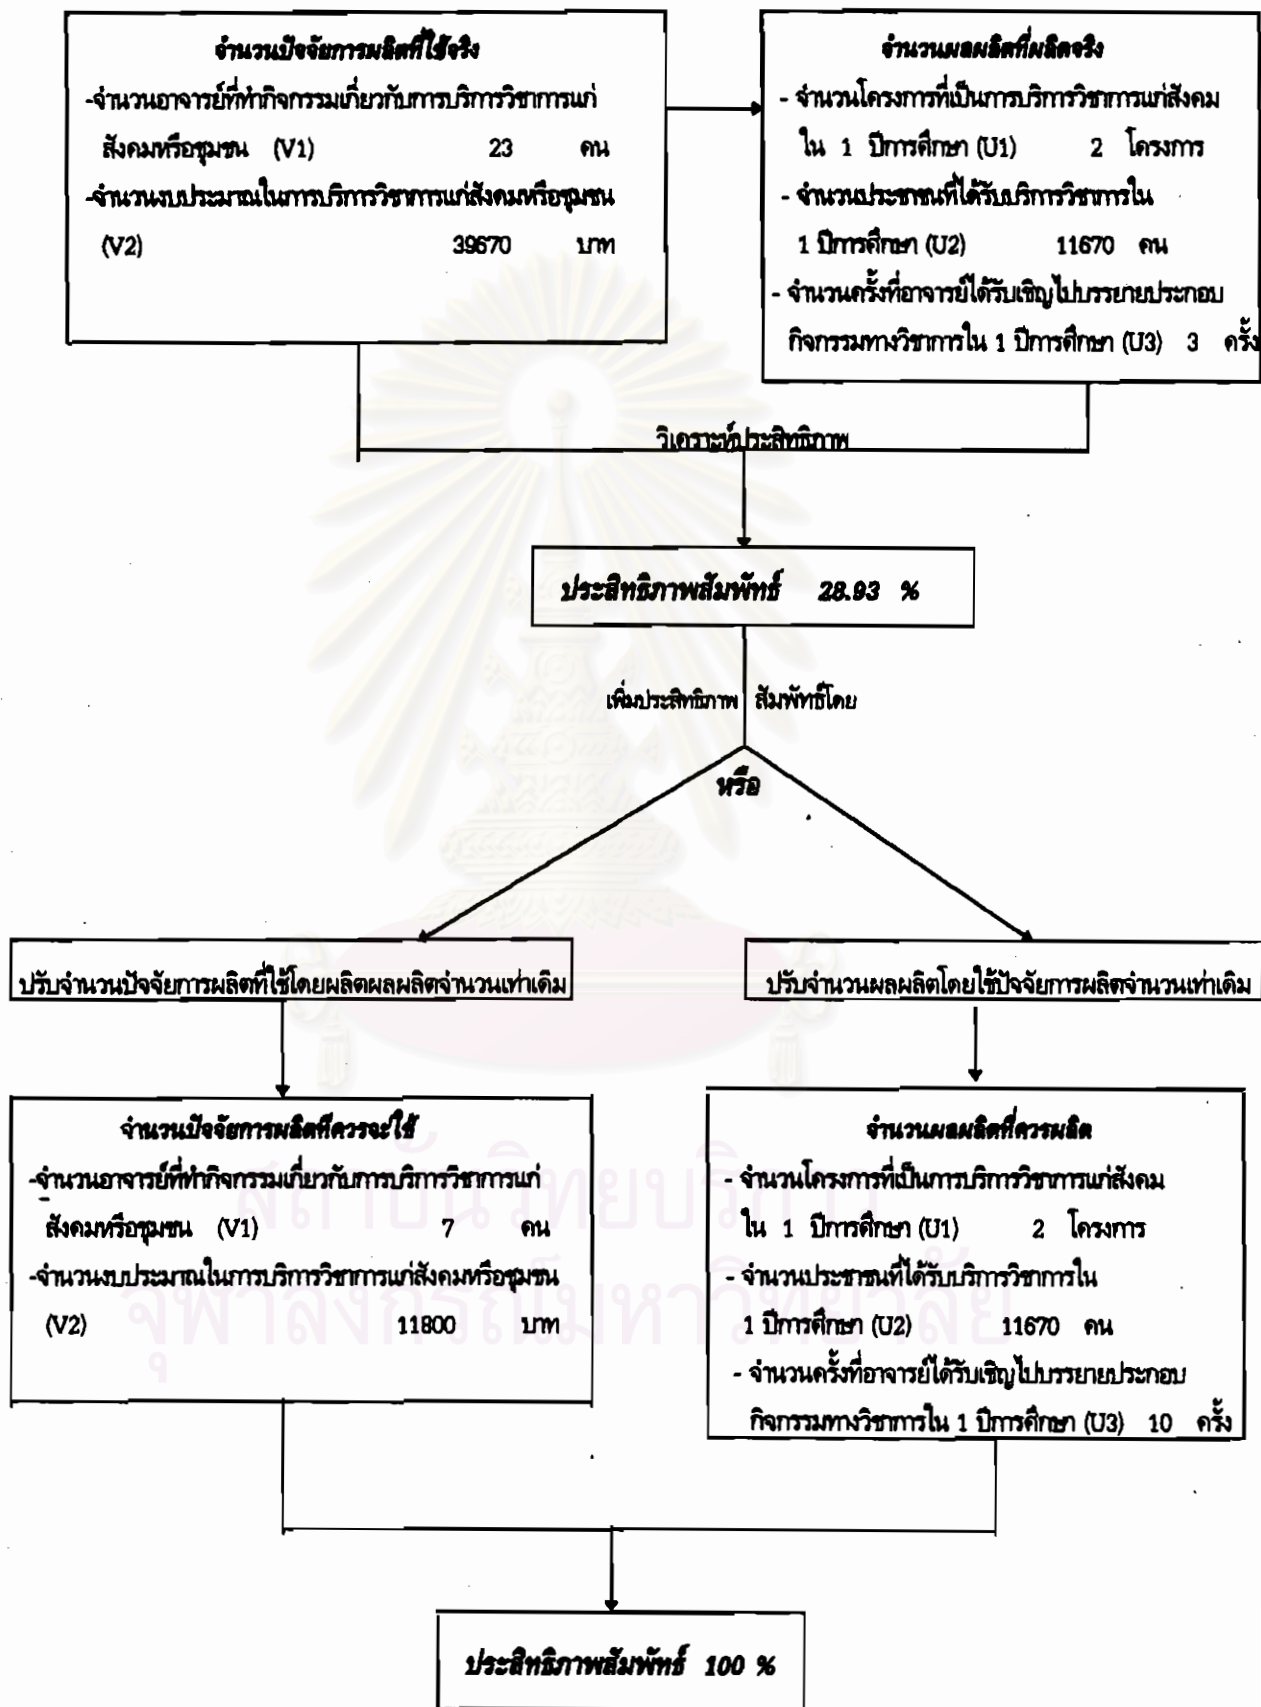 จำนวนปัจจัยการผลิตที่ใช้จริง
-จำนวนอาจารย์ที่ทำกิจกรรมเกี่ยวกับการบริการวิชาการแก่
สังคมหรือชุมชน (V1) 23 คน
-จำนวนงบประมาณในการบริการวิชาการแก่สังคมหรือชุมชน
(V2) 39670 บาท
จำนวนผลผลิตที่ผลิตจริง
- จำนวนโครงการที่เป็นการบริการวิชาการแก่สังคม
ใน 1 ปีการศึกษา (U1) 2 โครงการ
- จำนวนประชาชนที่ได้รับบริการวิชาการใน
1 ปีการศึกษา (U2) 11670 คน
- จำนวนครั้งที่อาจารย์ได้รับเชิญไปบรรยายประกอบ
กิจกรรมทางวิชาการใน 1 ปีการศึกษา (U3) 3 ครั้ง
วิเคราะห์ประสิทธิภาพ
ประสิทธิภาพสัมพัทธ์ 28.93 %
เพิ่มประสิทธิภาพ สัมพัทธ์โดย
หรือ
ปรับจำนวนปัจจัยการผลิตที่ใช้โดยผลิตผลผลิตจำนวนเท่าเดิม
ปรับจำนวนผลผลิตโดยใช้ปัจจัยการผลิตจำนวนเท่าเดิม
จำนวนปัจจัยการผลิตที่ควรจะใช้
-จำนวนอาจารย์ที่ทำกิจกรรมเกี่ยวกับการบริการวิชาการแก่
สังคมหรือชุมชน (V1) 7 คน
-จำนวนงบประมาณในการบริการวิชาการแก่สังคมหรือชุมชน
(V2) 11800 บาท
จำนวนผลผลิตที่ควรผลิต
- จำนวนโครงการที่เป็นการบริการวิชาการแก่สังคม
ใน 1 ปีการศึกษา (U1) 2 โครงการ
- จำนวนประชาชนที่ได้รับบริการวิชาการใน
1 ปีการศึกษา (U2) 11670 คน
- จำนวนครั้งที่อาจารย์ได้รับเชิญไปบรรยายประกอบ
กิจกรรมทางวิชาการใน 1 ปีการศึกษา (U3) 10 ครั้ง
สถาบันวิทยบริการ
จุฬาลงกรณ์มหาวิทยาลัย
ประสิทธิภาพสัมพัทธ์ 100 %